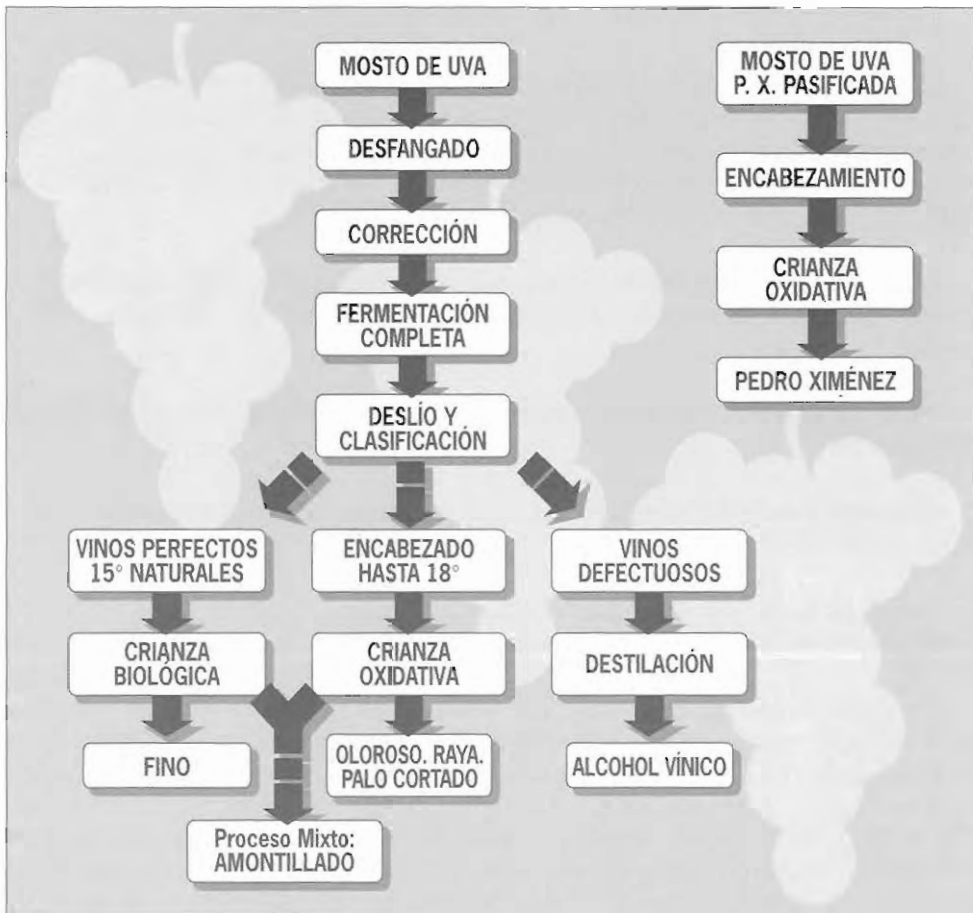 MOSTO DE UVA
DESFANGADO
CORRECCIÓN
FERMENTACIÓN
COMPLETA
DESLÍO Y
CLASIFICACIÓN
VINOS PERFECTOS
15° NATURALES
CRIANZA
BIOLÓGICA
FINO
ENCABEZADO
HASTA 18°
CRIANZA
OXIDATIVA
OLOROSO. RAYA.
PALO CORTADO
Proceso Mixto:
AMONTILLADO
VINOS
DEFECTUOSOS
DESTILACIÓN
ALCOHOL VÍNICO
MOSTO DE UVA
P. X. PASIFICADA
ENCABEZAMIENTO
CRIANZA
OXIDATIVA
PEDRO XIMÉNEZ